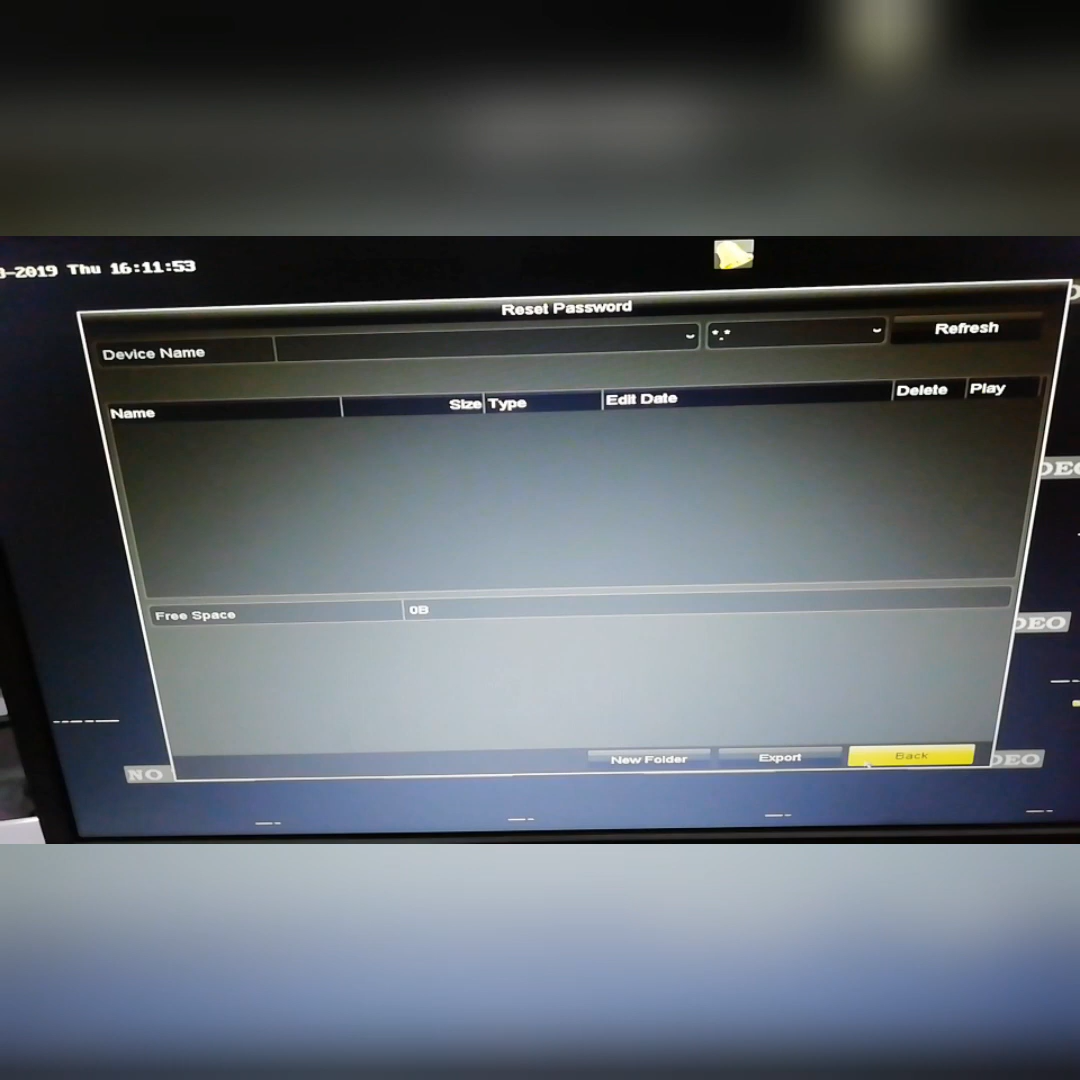 -2019 Thu 16:11:53
Reset Password
Device Name
*.*
Refresh
Name Size Type Edit Date Delete Play
Free Space 0B
New Folder Export Back
NO
DEO
DEO
DEO